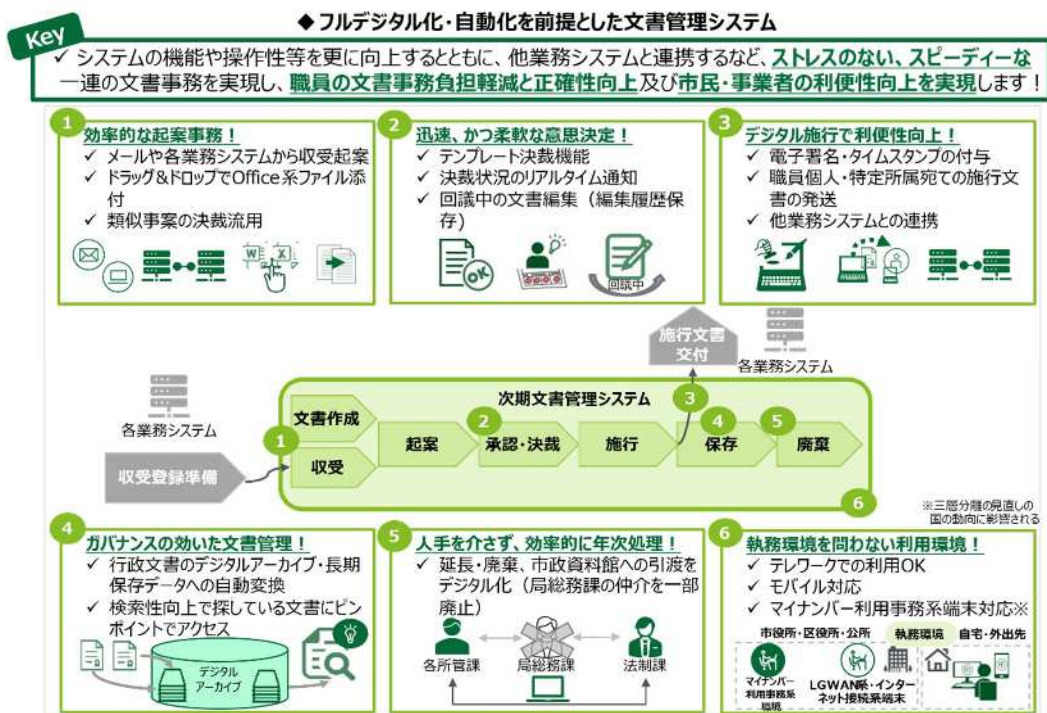 ◆フルデジタル化・自動化を前提とした文書管理システム
Key
✓ システムの機能や操作性等を更に向上するとともに、他業務システムと連携するなど、ストレスのない、スピーディーな
一連の文書事務を実現し、職員の文書事務負担軽減と正確性向上及び市民・事業者の利便性向上を実現します！
1
効率的な起案事務！
✓ メールや各業務システムから収受起案
✓ ドラッグ&ドロップでOffice系ファイル添
付
✓ 類似事案の決裁流用
W X
2
迅速、かつ柔軟な意思決定！
✓ テンプレート決裁機能
✓ 決裁状況のリアルタイム通知
✓ 回議中の文書編集（編集履歴保
存）
OK
回議中
3
デジタル施行で利便性向上！
✓ 電子署名・タイムスタンプの付与
✓ 職員個人・特定所属宛ての施行文
書の発送
✓ 他業務システムとの連携
施行文書
交付
各業務システム
各業務システム
収受登録準備
次期文書管理システム
1
文書作成
収受
起案
2
承認・決裁
施行
3
4
保存
5
廃棄
6
※三層分離の見直しの
国の動向に影響される
4
ガバナンスの効いた文書管理！
✓ 行政文書のデジタルアーカイブ・長期
保存データへの自動変換
✓ 検索性向上で探している文書にピン
ポイントでアクセス
デジタル
アーカイブ
5
人手を介さず、効率的に年次処理！
✓ 延長・廃棄、市政資料館への引渡を
デジタル化（局総務課の仲介を一部
廃止）
各所管課
局総務課
法制課
6
執務環境を問わない利用環境！
✓ テレワークでの利用OK
✓ モバイル対応
✓ マイナンバー利用事務系端末対応※
市役所・区役所・公所
執務環境
自宅・外出先
マイナンバー
利用事務系
環境
LGWAN系・インター
ネット接続系端末